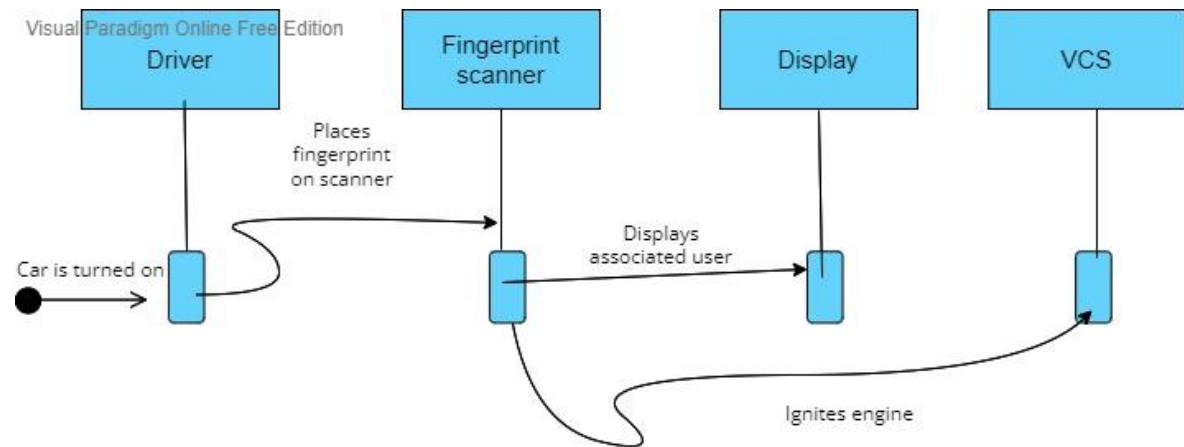 Visual Paradigm Online Free Edition
Driver
Fingerprint
scanner
Display
VCS
Places
fingerprint
on scanner
Displays
associated user
Car is turned on
Ignites engine